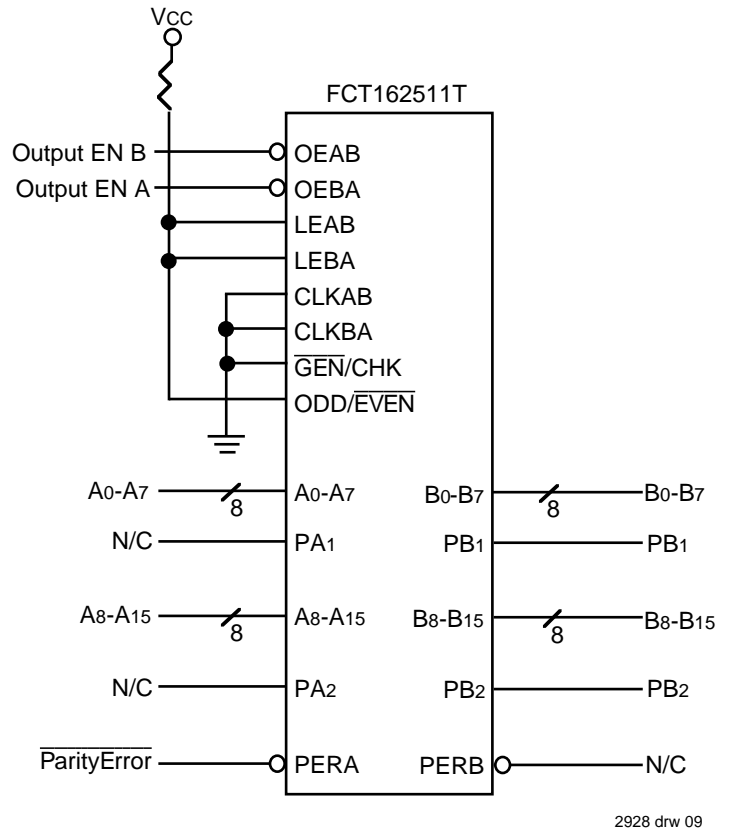 VCC
FCT162511T
Output EN B OEAB
Output EN A OEBA
LEAB
LEBA
CLKAB
CLKBA
GEN/CHK
ODD/EVEN
A0-A7 8 A0-A7 B0-B7 8 B0-B7
N/C PA1 PB1 PB1
A8-A15 8 A8-A15 B8-B15 8 B8-B15
N/C PA2 PB2 PB2
ParityError PERA PERB N/C
2928 drw 09